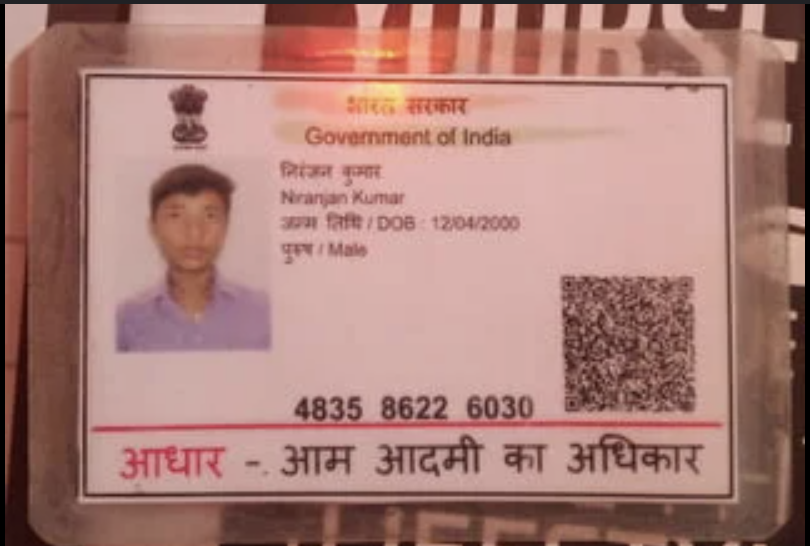 YOURS
भारत सरकार
Government of India
निरंजन कुमार
Niranjan Kumar
जन्म तिथि / DOB : 12/04/2000
पुरुष / Male
4835 8622 6030
आधार -. आम आदमी का अधिकार